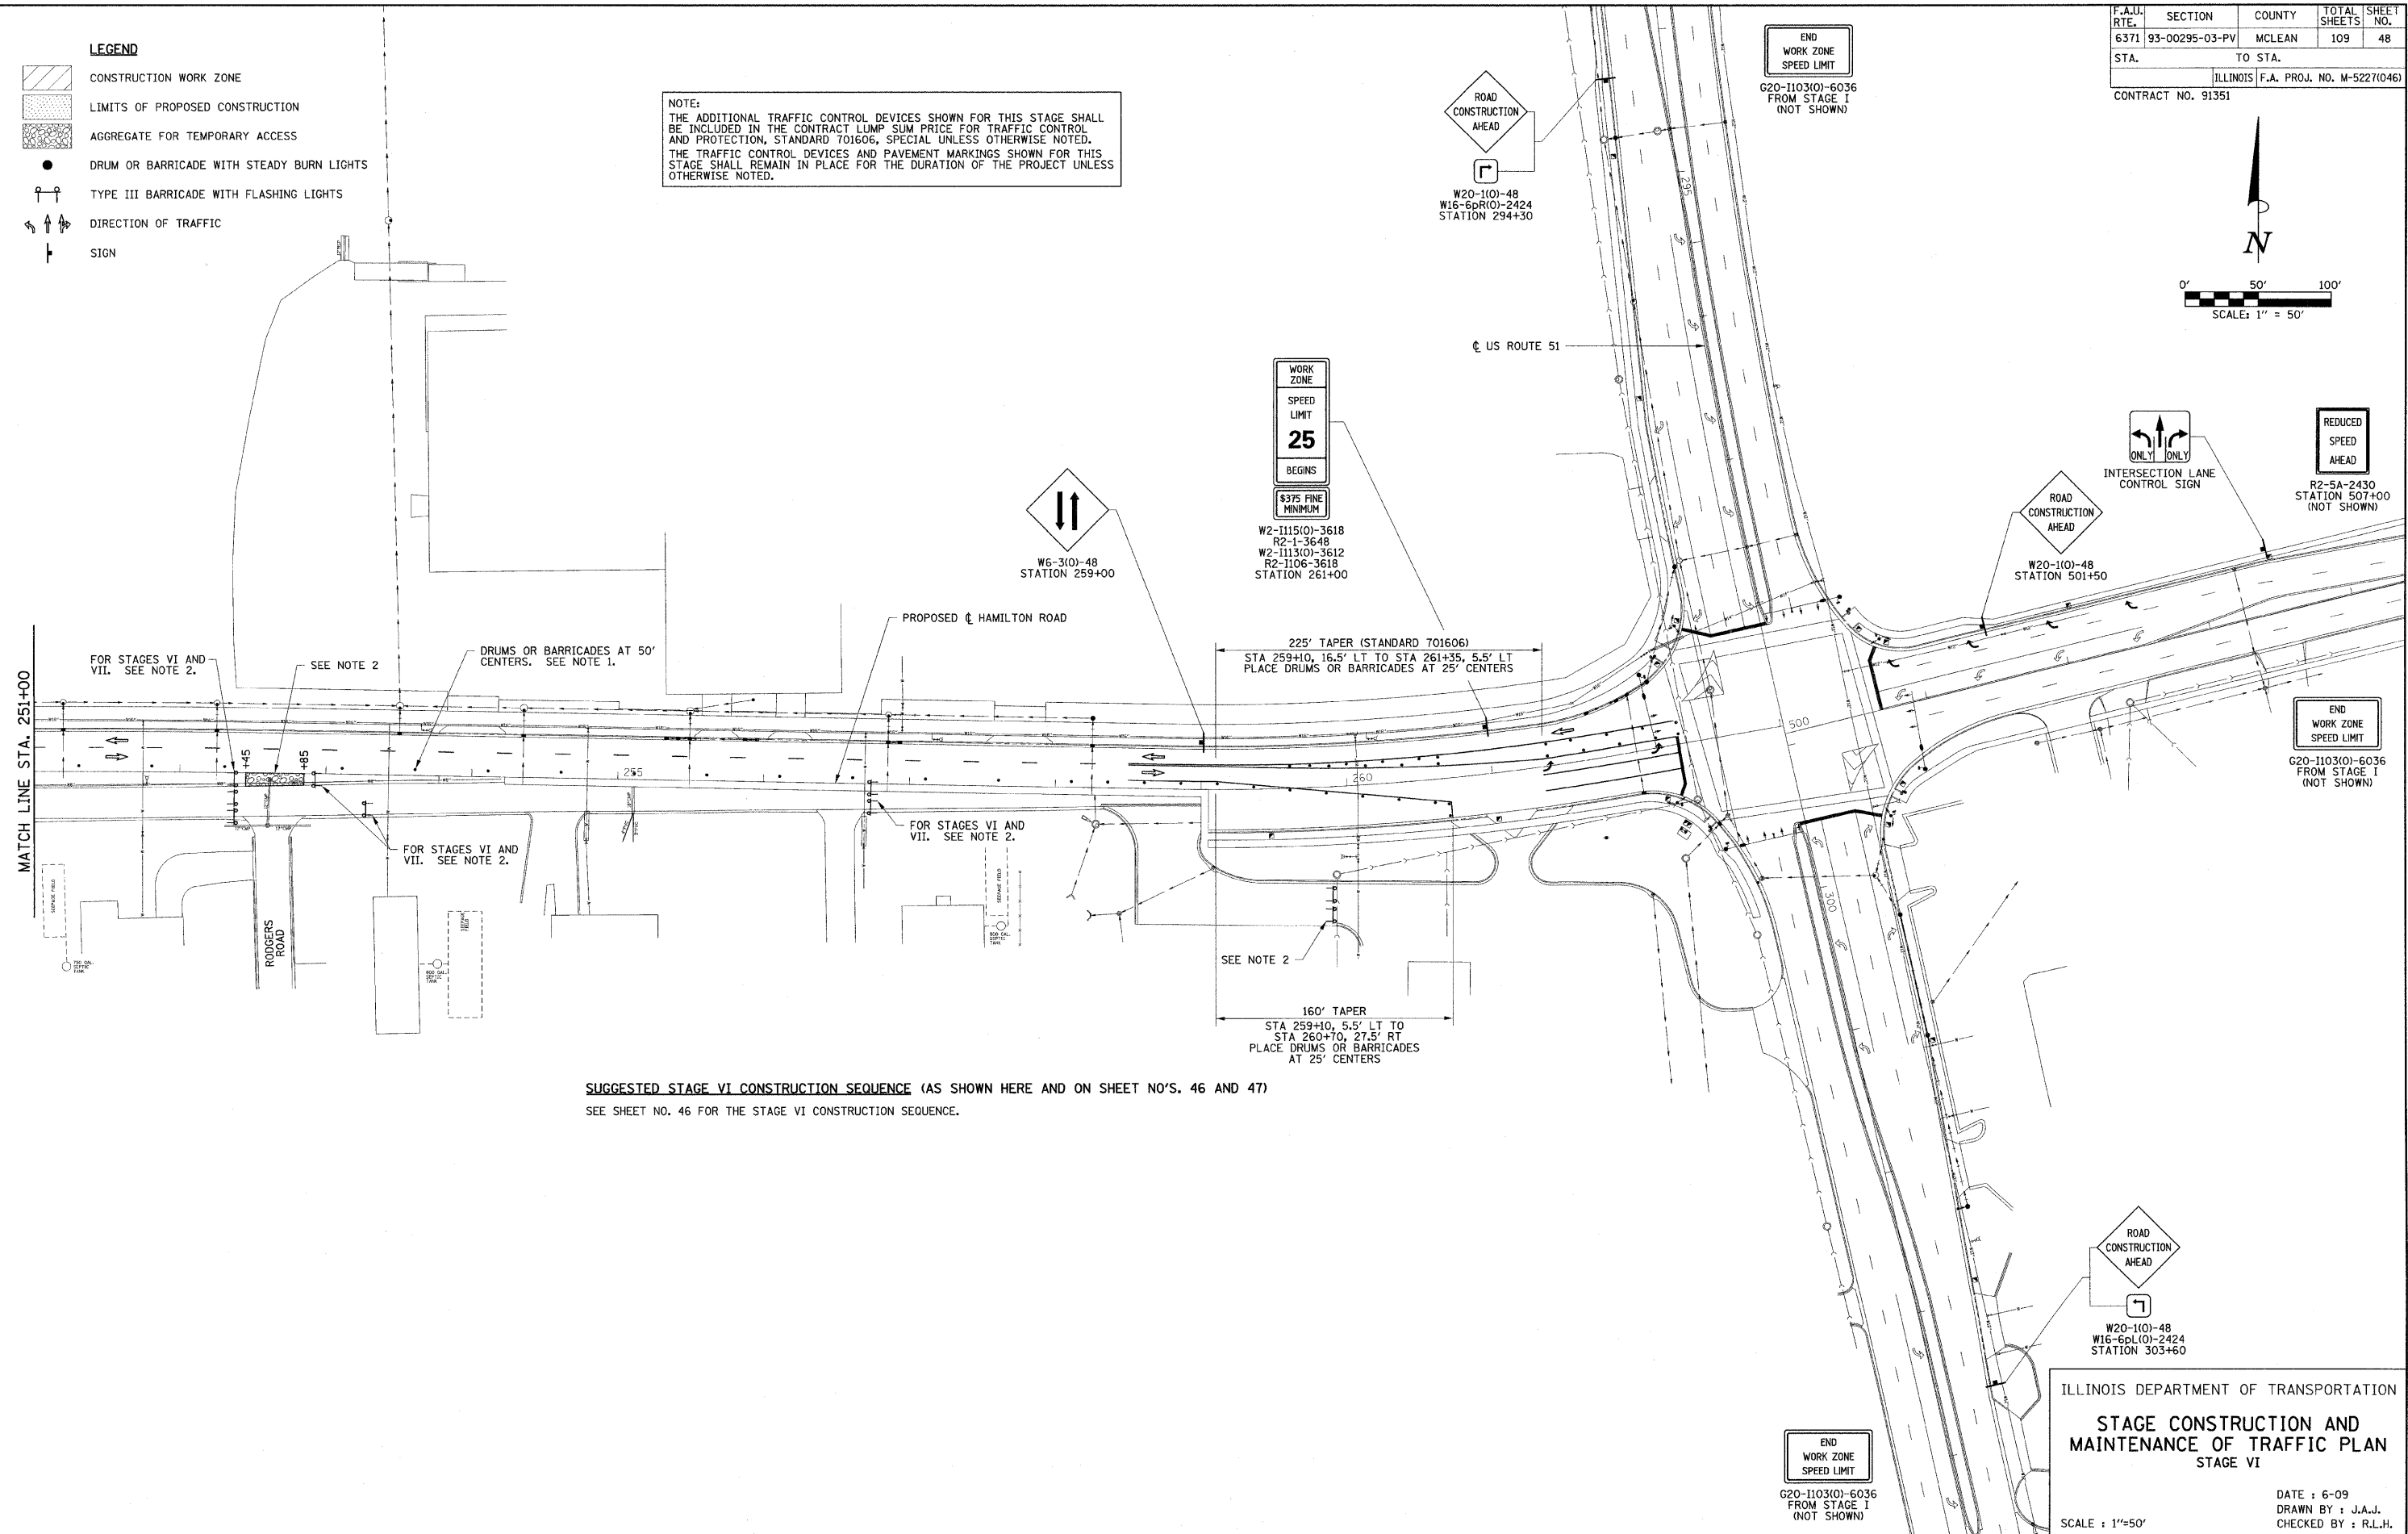 F.A.U. RTE. SECTION COUNTY TOTAL SHEETS SHEET NO.
6371 93-00295-03-PV MCLEAN 109 48
STA. TO STA.
ILLINOIS F.A. PROJ. NO. M-5227(046)
CONTRACT NO. 91351
LEGEND
CONSTRUCTION WORK ZONE
LIMITS OF PROPOSED CONSTRUCTION
AGGREGATE FOR TEMPORARY ACCESS
DRUM OR BARRICADE WITH STEADY BURN LIGHTS
TYPE III BARRICADE WITH FLASHING LIGHTS
DIRECTION OF TRAFFIC
SIGN
NOTE:
THE ADDITIONAL TRAFFIC CONTROL DEVICES SHOWN FOR THIS STAGE SHALL
BE INCLUDED IN THE CONTRACT LUMP SUM PRICE FOR TRAFFIC CONTROL
AND PROTECTION, STANDARD 701606, SPECIAL UNLESS OTHERWISE NOTED.
THE TRAFFIC CONTROL DEVICES AND PAVEMENT MARKINGS SHOWN FOR THIS
STAGE SHALL REMAIN IN PLACE FOR THE DURATION OF THE PROJECT UNLESS
OTHERWISE NOTED.
ROAD
CONSTRUCTION
AHEAD
W20-1(O)-48
W16-6pR(O)-2424
STATION 294+30
END
WORK ZONE
SPEED LIMIT
G20-I103(O)-6036
FROM STAGE I
(NOT SHOWN)
295
N
0' 50' 100'
SCALE: 1" = 50'
℄ US ROUTE 51
WORK
ZONE
SPEED
LIMIT
25
BEGINS
$375 FINE
MINIMUM
W2-I115(O)-3618
R2-1-3648
W2-I113(O)-3612
R2-I106-3618
STATION 261+00
W6-3(O)-48
STATION 259+00
ONLY ONLY
INTERSECTION LANE
CONTROL SIGN
REDUCED
SPEED
AHEAD
R2-5A-2430
STATION 507+00
(NOT SHOWN)
ROAD
CONSTRUCTION
AHEAD
W20-1(O)-48
STATION 501+50
PROPOSED ℄ HAMILTON ROAD
225' TAPER (STANDARD 701606)
STA 259+10, 16.5' LT TO STA 261+35, 5.5' LT
PLACE DRUMS OR BARRICADES AT 25' CENTERS
MATCH LINE STA. 251+00
FOR STAGES VI AND
VII. SEE NOTE 2.
SEE NOTE 2
DRUMS OR BARRICADES AT 50'
CENTERS. SEE NOTE 1.
+45
+85
255
260
500
300
END
WORK ZONE
SPEED LIMIT
G20-I103(O)-6036
FROM STAGE I
(NOT SHOWN)
FOR STAGES VI AND
VII. SEE NOTE 2.
FOR STAGES VI AND
VII. SEE NOTE 2.
SEEPAGE FIELD
750 GAL.
SEPTIC
TANK
RODGERS
ROAD
800 GAL.
SEPTIC
TANK
SEEPAGE
FIELD
SEEPAGE FIELD
800 GAL.
SEPTIC
TANK
SEE NOTE 2
160' TAPER
STA 259+10, 5.5' LT TO
STA 260+70, 27.5' RT
PLACE DRUMS OR BARRICADES
AT 25' CENTERS
SUGGESTED STAGE VI CONSTRUCTION SEQUENCE (AS SHOWN HERE AND ON SHEET NO'S. 46 AND 47)
SEE SHEET NO. 46 FOR THE STAGE VI CONSTRUCTION SEQUENCE.
ROAD
CONSTRUCTION
AHEAD
W20-1(O)-48
W16-6pL(O)-2424
STATION 303+60
END
WORK ZONE
SPEED LIMIT
G20-I103(O)-6036
FROM STAGE I
(NOT SHOWN)
ILLINOIS DEPARTMENT OF TRANSPORTATION
STAGE CONSTRUCTION AND
MAINTENANCE OF TRAFFIC PLAN
STAGE VI
SCALE : 1"=50'
DATE : 6-09
DRAWN BY : J.A.J.
CHECKED BY : R.L.H.